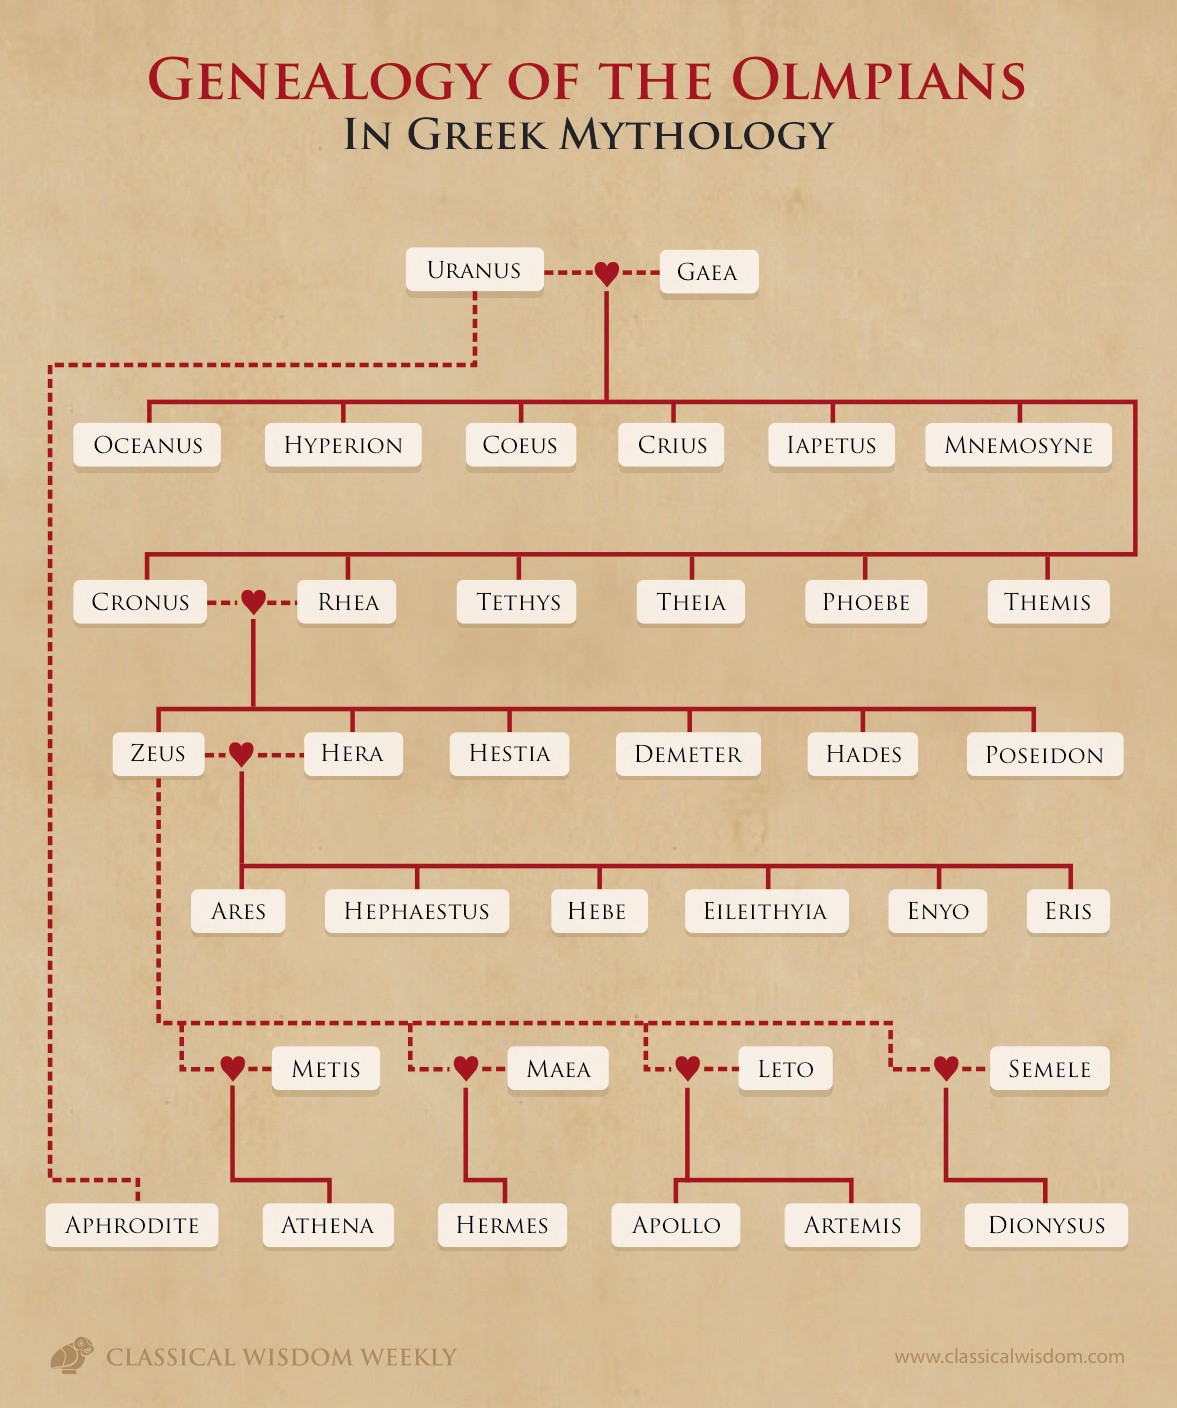 Genealogy of the Olmpians
In Greek Mythology
Uranus
Gaea
Oceanus
Hyperion
Coeus
Crius
Iapetus
Mnemosyne
Cronus
Rhea
Tethys
Theia
Phoebe
Themis
Zeus
Hera
Hestia
Demeter
Hades
Poseidon
Ares
Hephaestus
Hebe
Eileithyia
Enyo
Eris
Metis
Maea
Leto
Semele
Aphrodite
Athena
Hermes
Apollo
Artemis
Dionysus
CLASSICAL WISDOM WEEKLY
www.classicalwisdom.com